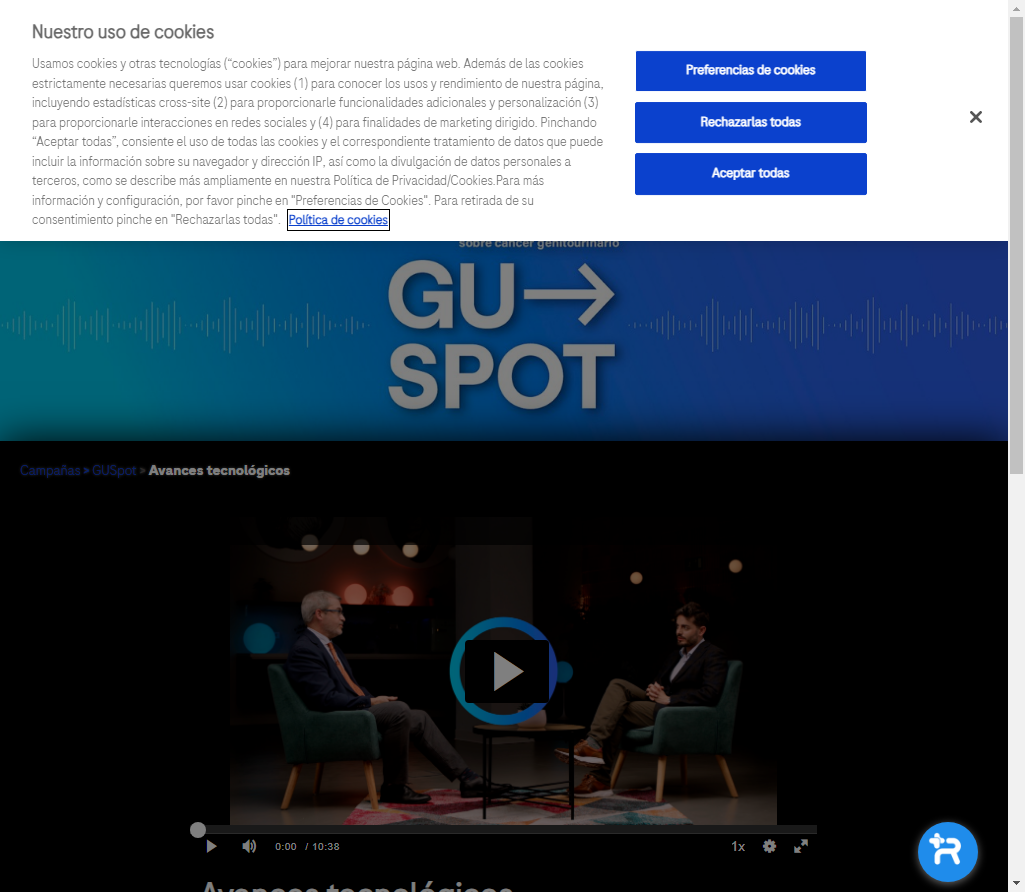 Nuestro uso de cookies
Usamos cookies y otras tecnologías (“cookies”) para mejorar nuestra página web. Además de las cookies
estrictamente necesarias queremos usar cookies (1) para conocer los usos y rendimiento de nuestra página,
incluyendo estadísticas cross-site (2) para proporcionarle funcionalidades adicionales y personalización (3)
para proporcionarle interacciones en redes sociales y (4) para finalidades de marketing dirigido. Pinchando
“Aceptar todas”, consiente el uso de todas las cookies y el correspondiente tratamiento de datos que puede
incluir la información sobre su navegador y dirección IP, así como la divulgación de datos personales a
terceros, como se describe más ampliamente en nuestra Política de Privacidad/Cookies.Para más
información y configuración, por favor pinche en "Preferencias de Cookies". Para retirada de su
consentimiento pinche en "Rechazarlas todas". Política de cookies
Preferencias de cookies
Rechazarlas todas
Aceptar todas
sobre cáncer genitourinario
GU→
SPOT
Campañas » GUSpot » Avances tecnológicos
0:00 / 10:38
1x
Avances tecnológicos